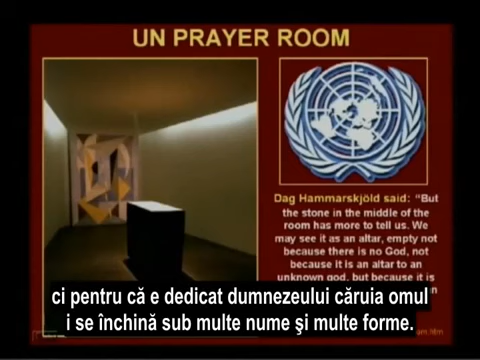 UN PRAYER ROOM
Dag Hammarskjöld said: "But
the stone in the middle of the
room has more to tell us. We
may see it as an altar, empty not
because there is no God, not
because it is an altar to an
unknown god, but because it is
ci pentru că e dedicat dumnezeului căruia omul
i se închină sub multe nume şi multe forme.